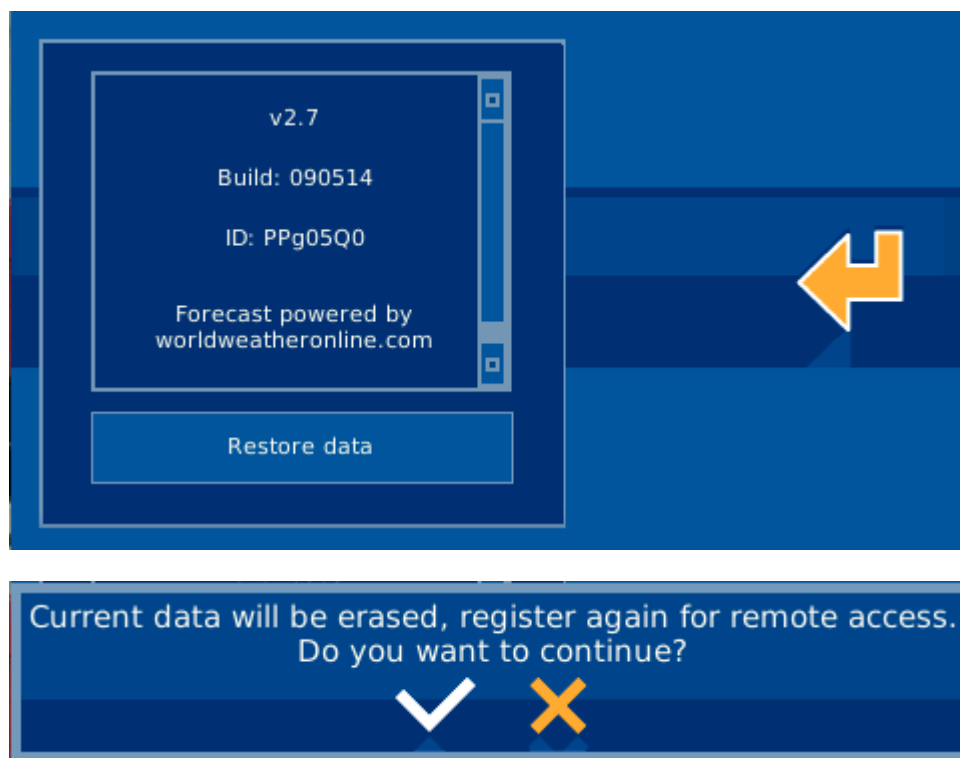 v2.7
Build: 090514
ID: PPg05Q0
Forecast powered by
worldweatheronline.com
Restore data
Current data will be erased, register again for remote access.
Do you want to continue?